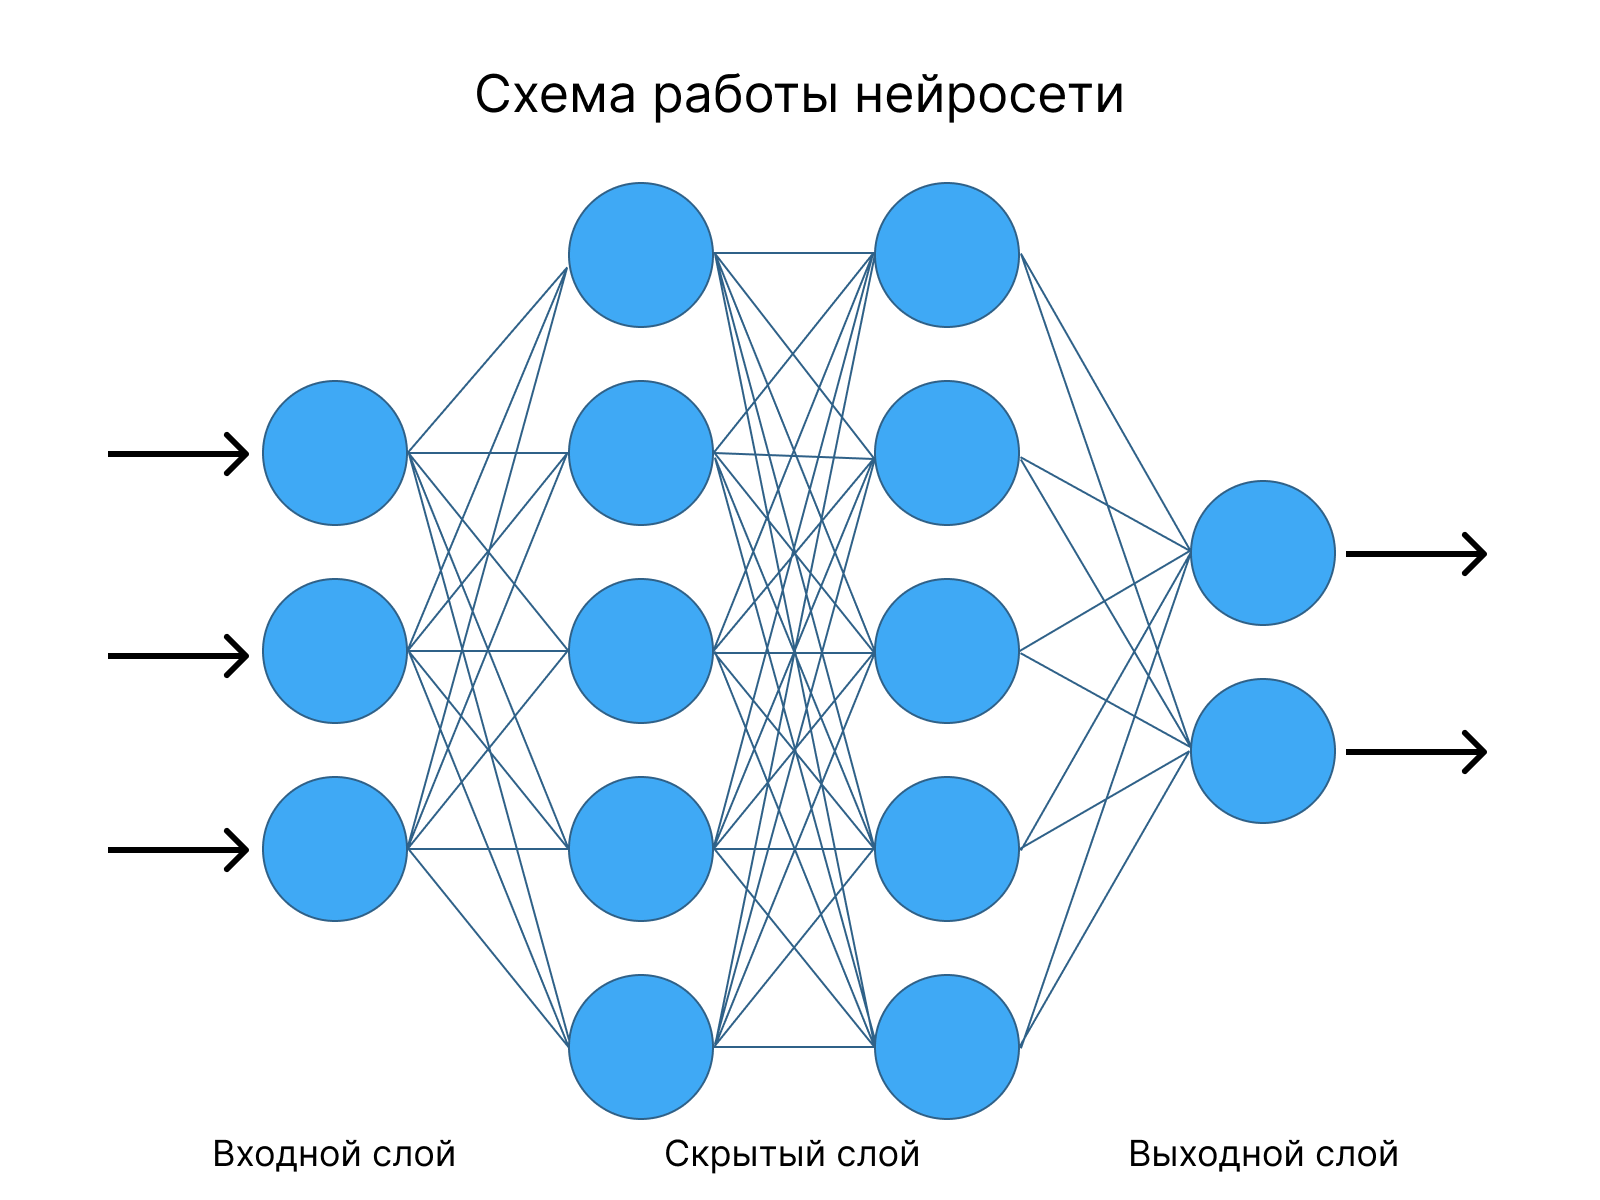 Схема работы нейросети
Входной слой
Скрытый слой
Выходной слой